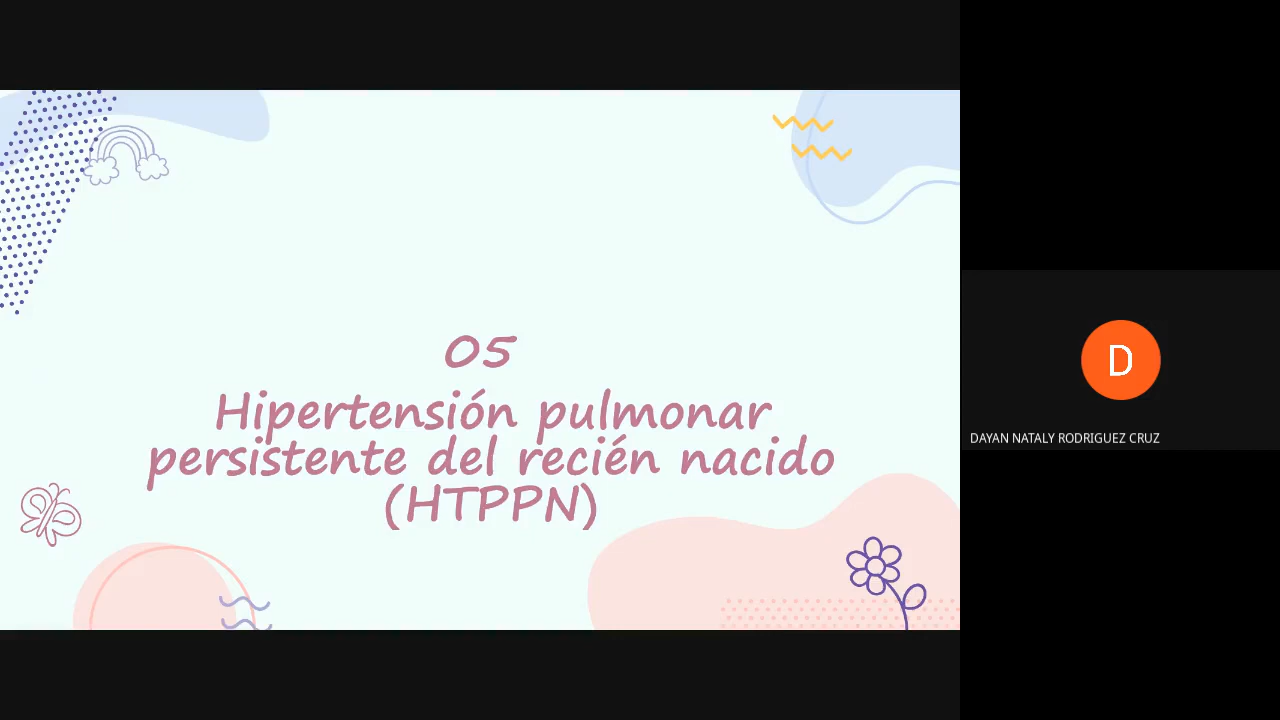 05
Hipertensión pulmonar
persistente del recién nacido
(HTPPN)
D
DAYAN NATALY RODRIGUEZ CRUZ